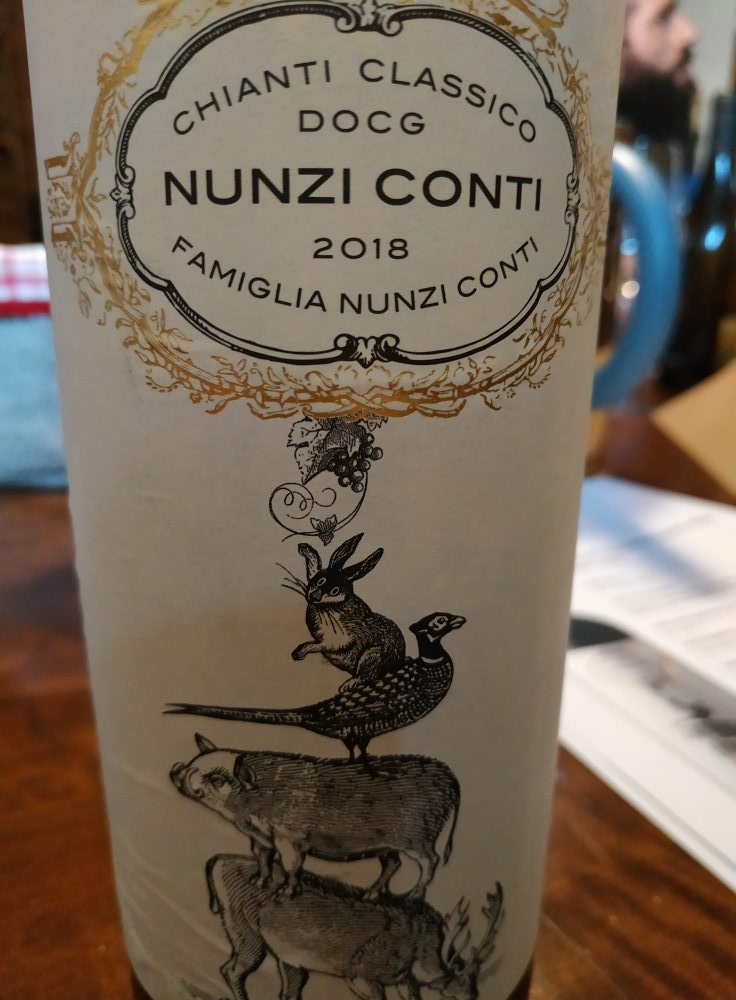 CHIANTI CLASSICO
DOCG
NUNZI CONTI
2018
FAMIGLIA NUNZI CONTI